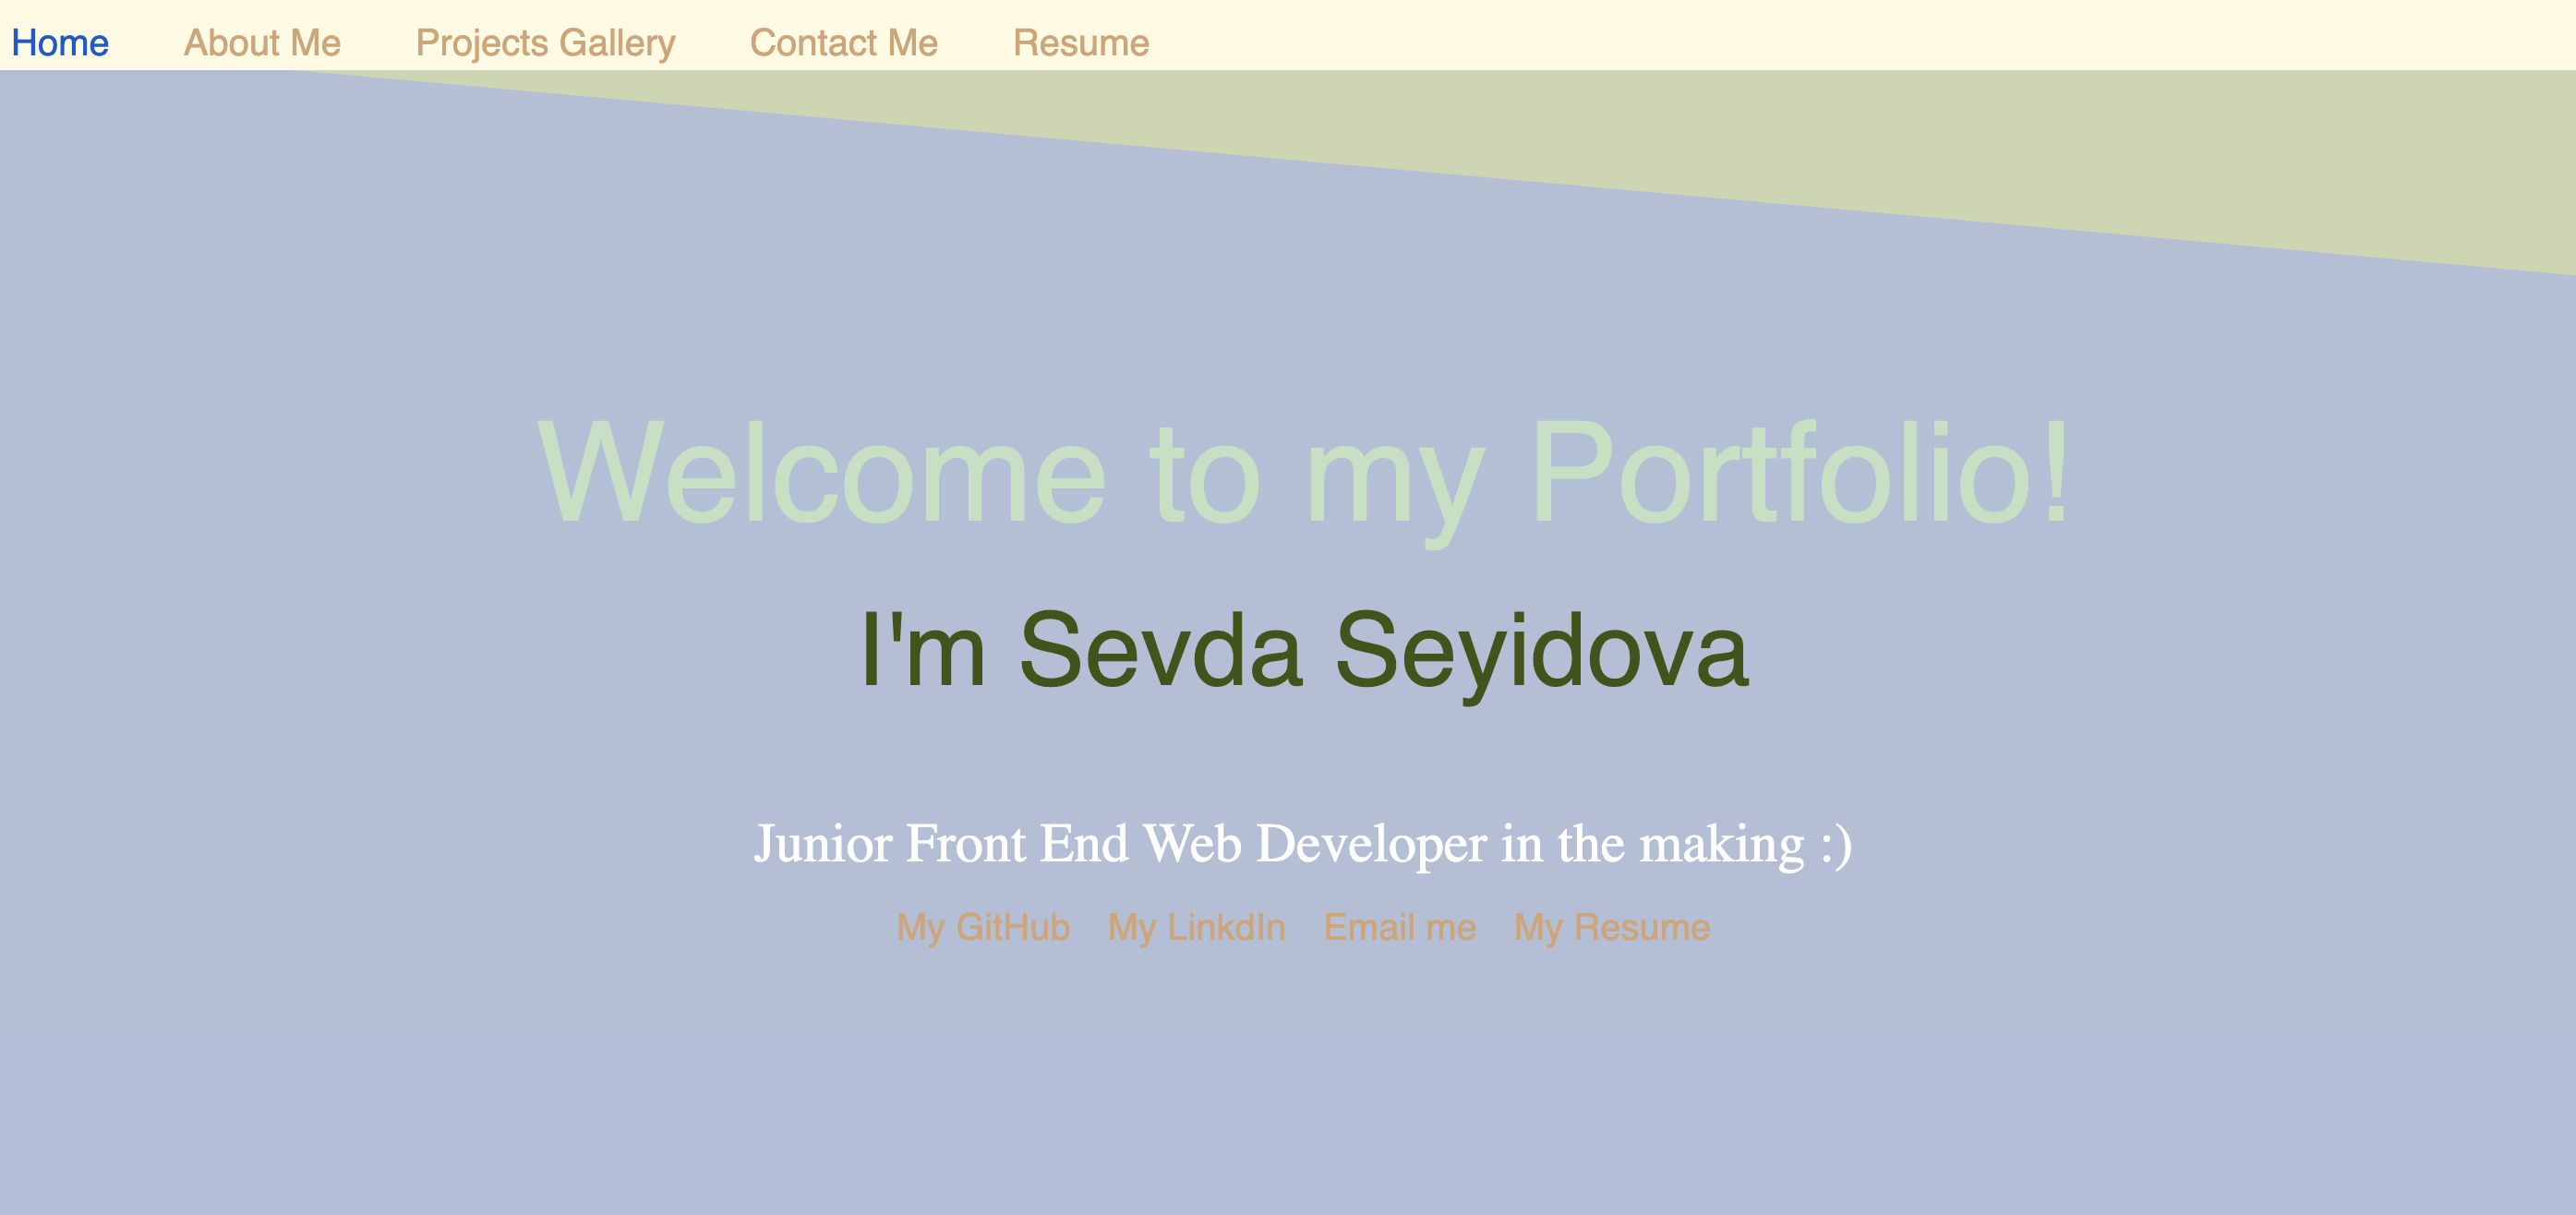 Home About Me Projects Gallery Contact Me Resume
Welcome to my Portfolio!
I'm Sevda Seyidova
Junior Front End Web Developer in the making :)
My GitHub My LinkdIn Email me My Resume